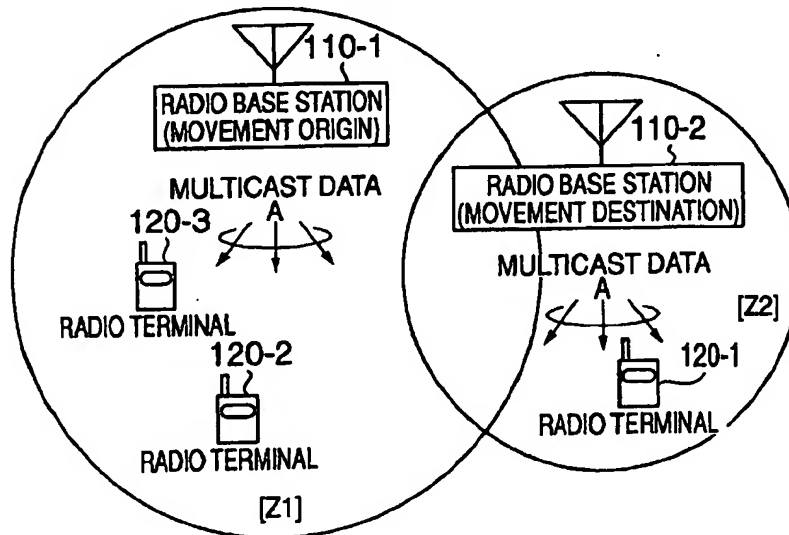 110-1
RADIO BASE STATION
(MOVEMENT ORIGIN)
MULTICAST DATA
A
120-3
RADIO TERMINAL
120-2
RADIO TERMINAL
[Z1]
110-2
RADIO BASE STATION
(MOVEMENT DESTINATION)
MULTICAST DATA
A
[Z2]
120-1
RADIO TERMINAL